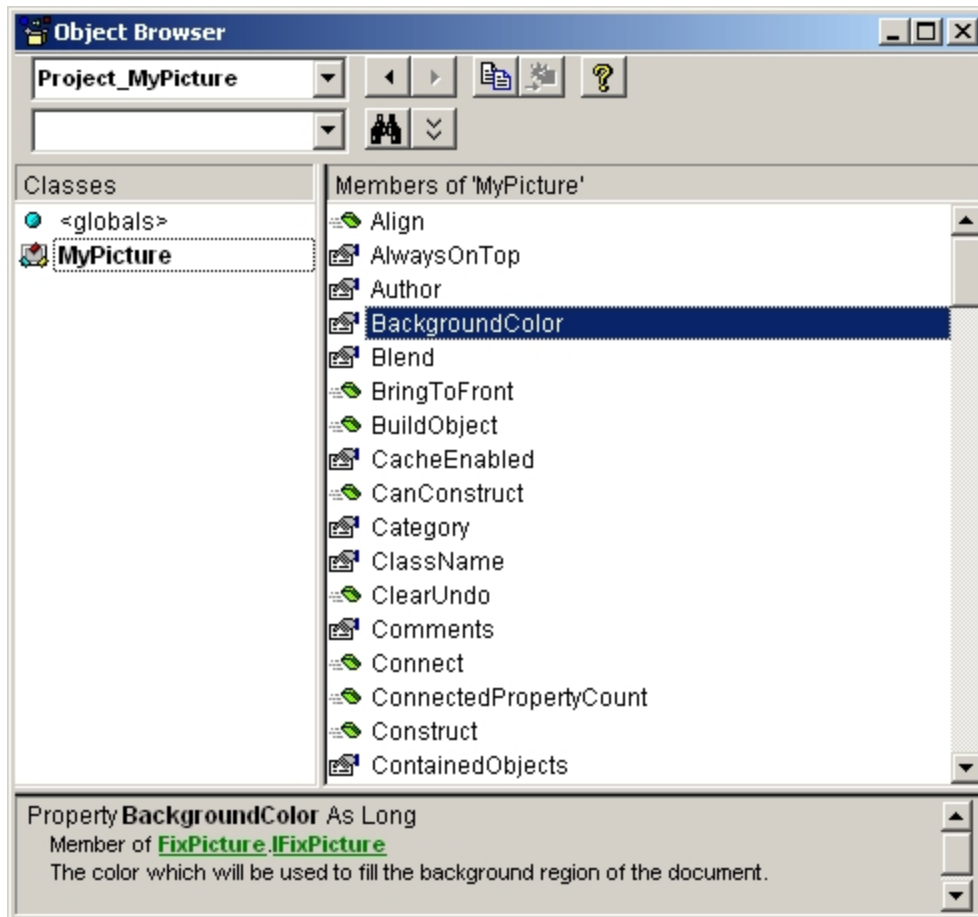 Object Browser
Project_MyPicture
Classes
Members of 'MyPicture'
<globals>
MyPicture
Align
AlwaysOnTop
Author
BackgroundColor
Blend
BringToFront
BuildObject
CacheEnabled
CanConstruct
Category
ClassName
ClearUndo
Comments
Connect
ConnectedPropertyCount
Construct
ContainedObjects
Property BackgroundColor As Long
Member of FixPicture.IFixPicture
The color which will be used to fill the background region of the document.